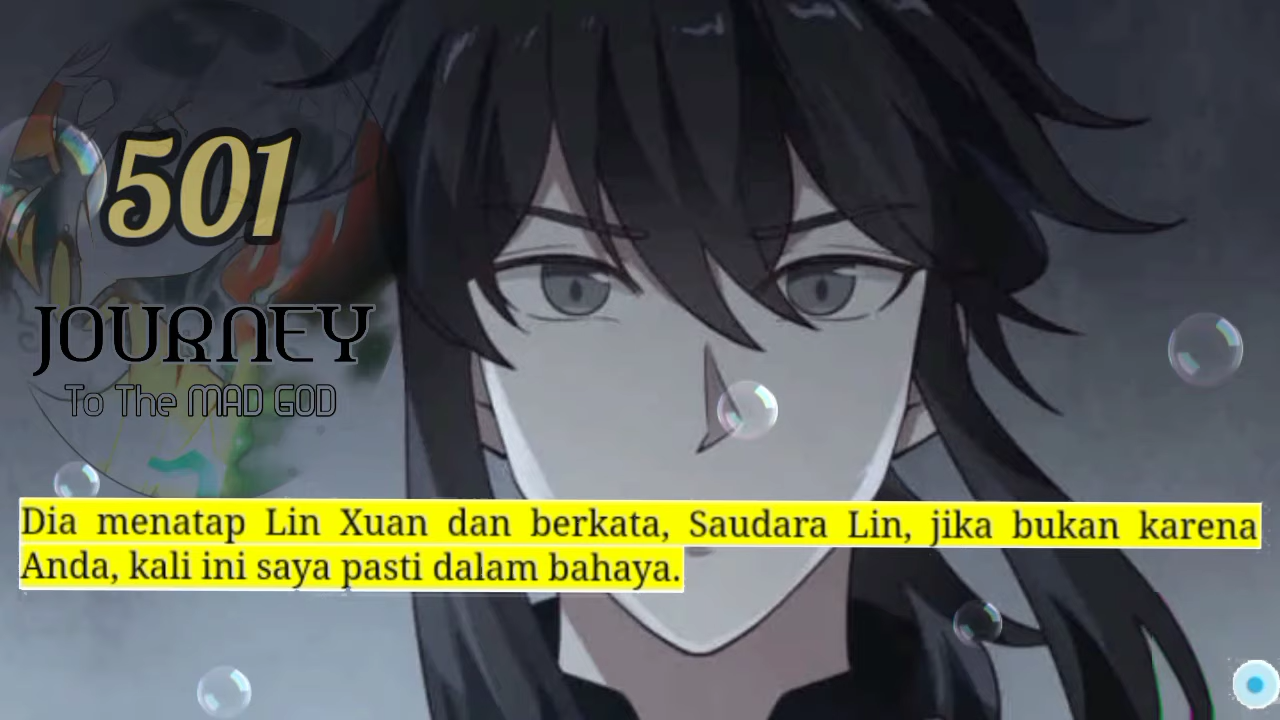 501
JOURNEY
To The MAD GOD
Dia menatap Lin Xuan dan berkata, Saudara Lin, jika bukan karena
Anda, kali ini saya pasti dalam bahaya.